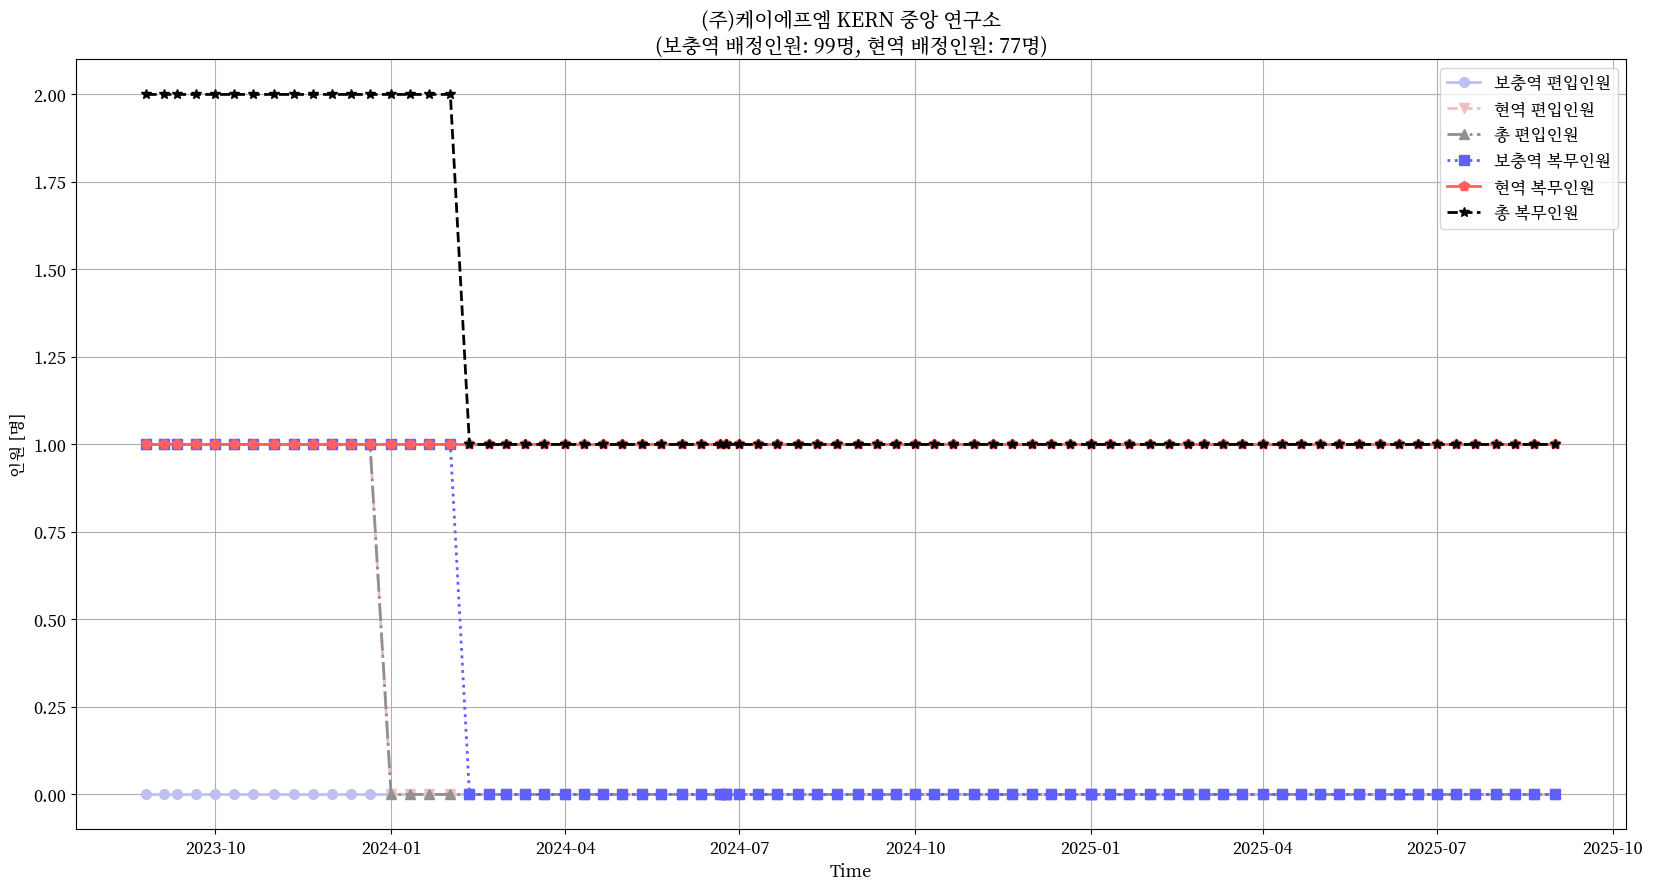 (주)케이에프엠 KERN 중앙 연구소
(보충역 배정인원: 99명, 현역 배정인원: 77명)
보충역 편입인원
현역 편입인원
총 편입인원
보충역 복무인원
현역 복무인원
총 복무인원
인원 [명]
2.00
1.75
1.50
1.25
1.00
0.75
0.50
0.25
0.00
2023-10
2024-01
2024-04
2024-07
2024-10
2025-01
2025-04
2025-07
2025-10
Time